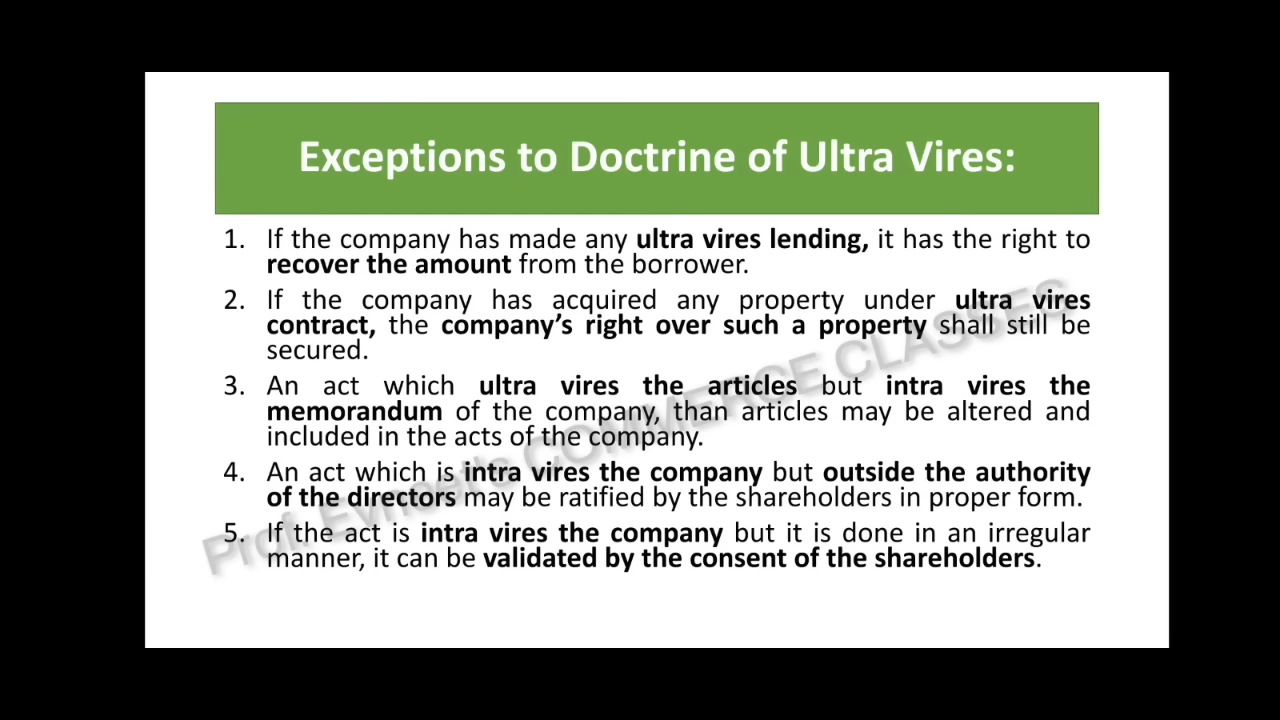 Exceptions to Doctrine of Ultra Vires:
1. If the company has made any ultra vires lending, it has the right to
recover the amount from the borrower.
2. If the company has acquired any property under ultra vires
contract, the company's right over such a property shall still be
secured.
3. An act which ultra vires the articles but intra vires the
memorandum of the company, than articles may be altered and
included in the acts of the company.
4. An act which is intra vires the company but outside the authority
of the directors may be ratified by the shareholders in proper form.
5. If the act is intra vires the company but it is done in an irregular
manner, it can be validated by the consent of the shareholders.
Prof. COMMERCE CLASSES